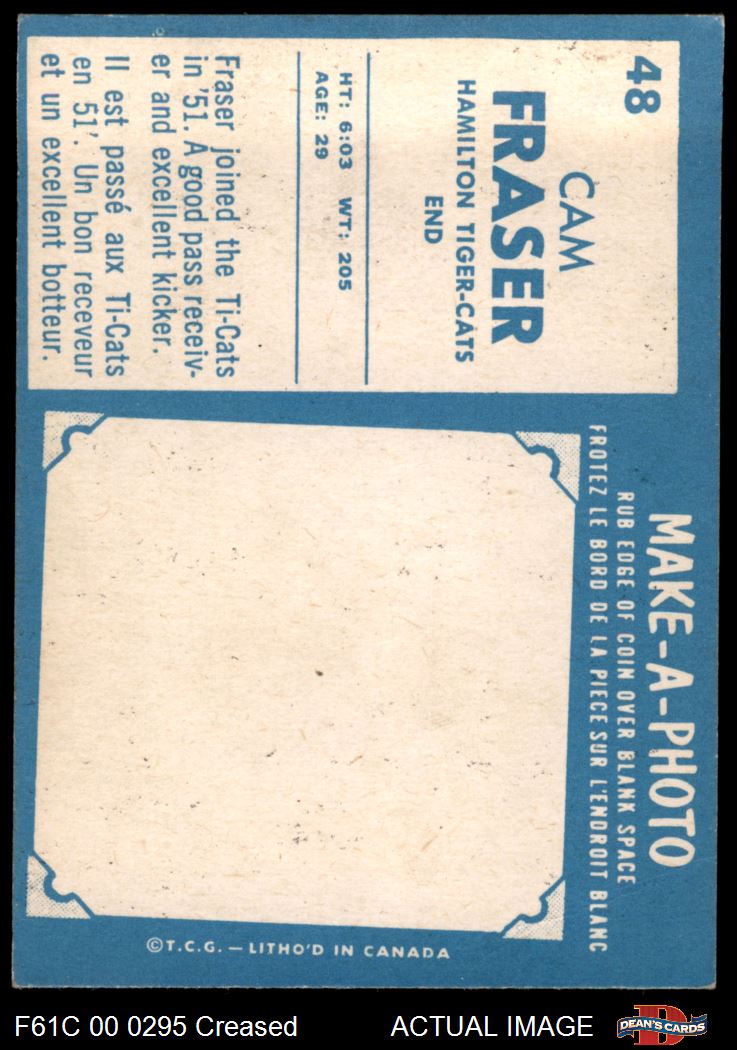 48
CAM
FRASER
HAMILTON TIGER-CATS
END
HT: 6:03 WT: 205
AGE: 29
Fraser joined the Ti-Cats
in '51. A good pass receiv-
er and excellent kicker.
Il est passé aux Ti-Cats
en 51'. Un bon receveur
et un excellent botteur.
MAKE-A-PHOTO
RUB EDGE OF COIN OVER BLANK SPACE
FROTEZ LE BORD DE LA PIECE SUR L'ENDROIT BLANC
©T.C.G. — LITHO'D IN CANADA
F61C 00 0295 Creased
ACTUAL IMAGE
D
DEAN'S CARDS